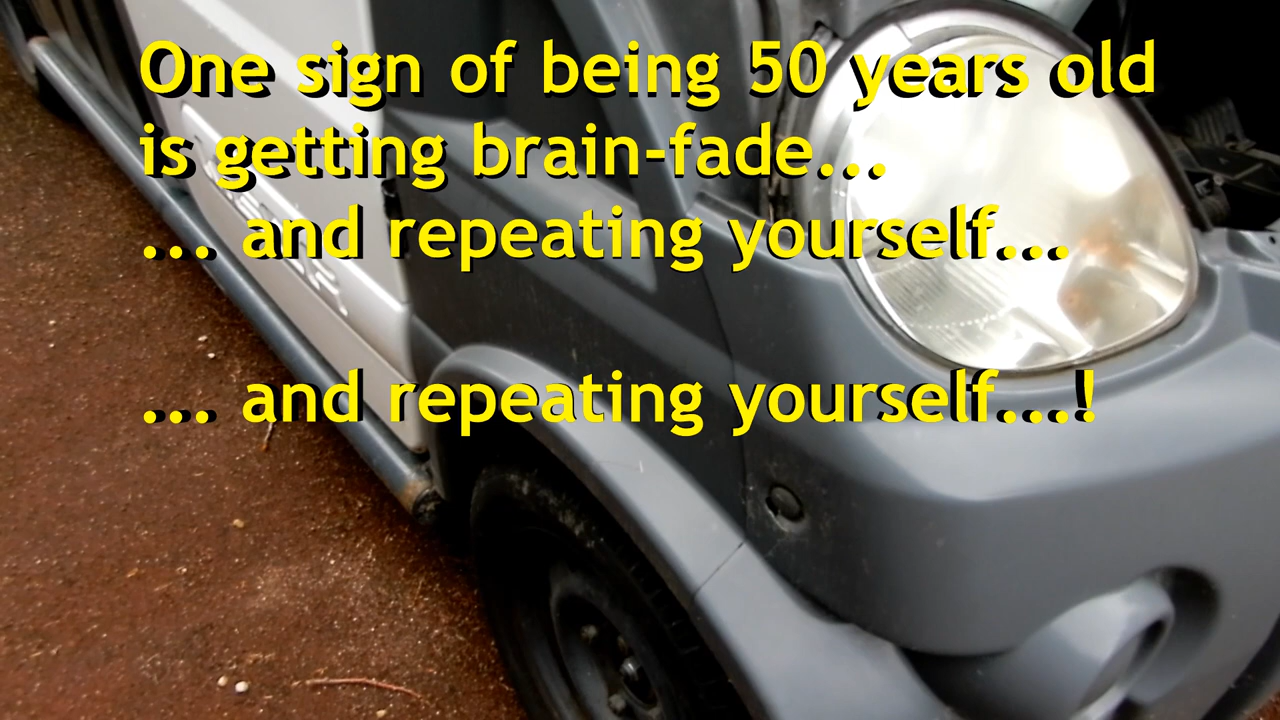 One sign of being 50 years old
is getting brain-fade...
... and repeating yourself...
... and repeating yourself...!